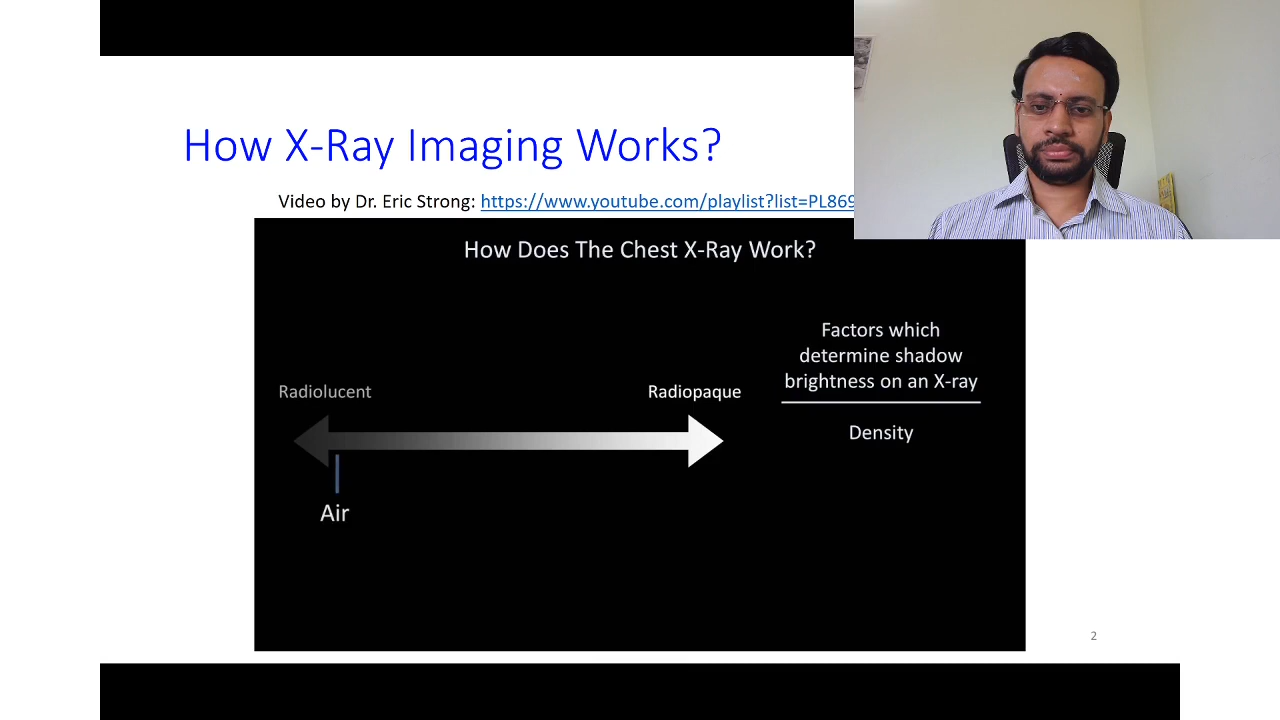 How X-Ray Imaging Works?
Video by Dr. Eric Strong: https://www.youtube.com/playlist?list=PL869
How Does The Chest X-Ray Work?
Factors which
determine shadow
brightness on an X-ray
Radiolucent
Radiopaque
Density
Air
2